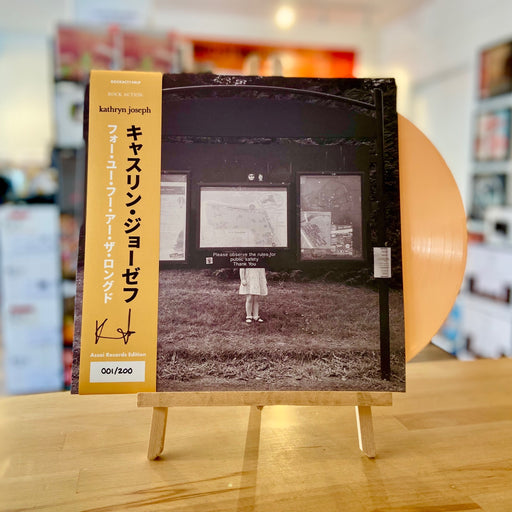 ROCK ACTION
kathryn joseph
キャスリン・ジョーゼフ
フォー・ユー・フー・アー・ザ・ロングド
Assai Records Edition
001/200
Please observe the rules for
public safety
Thank You